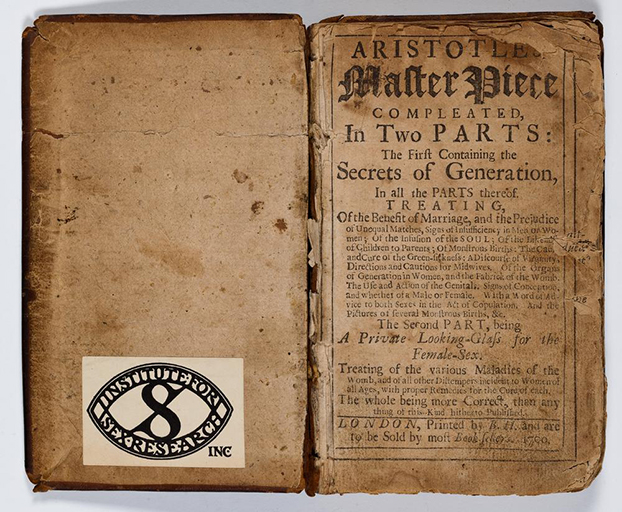 INSTITUTE FOR
S
SEX RESEARCH
INC
ARISTOTLE
Maſter Piece
COMPLEATED,
In Two PARTS:
The Firſt Containing the
Secrets of Generation,
In all the PARTS thereof.
TREATING,
Of the Benefit of Marriage, and the Prejudice
of Unequal Matches, Signs of Inſufficiency in Men or Wo-
men; Of the Infuſion of the SOUL; Of the
of Children to Parents; Of Monſtrous Births: The
and Cure of the Green-ſickneſs: A Diſcourſe of Virginity.
Directions and Cautions for Midwives. Of the Organs
of Generation in Women, and the Fabrick of the Womb.
The Uſe and Action of the Genitals. Signs of Conception,
and whether of a Male or Female. With a Word of Ad-
vice to both Sexes in the Act of Copulation. And the
Pictures of ſeveral Monſtrous Births, &c.
The Second PART, being
A Private Looking-Glaſs for the
Female-Sex.
Treating of the various Maladies of the
Womb, and of all other Diſtempers incident to Women of
all Ages, with proper Remedies for the Cure of each.
The whole being more Correct, than any
thing of this Kind hitherto Publiſhed.
LONDON, Printed by B. H. and are
to be Sold by moſt Bookſellers.